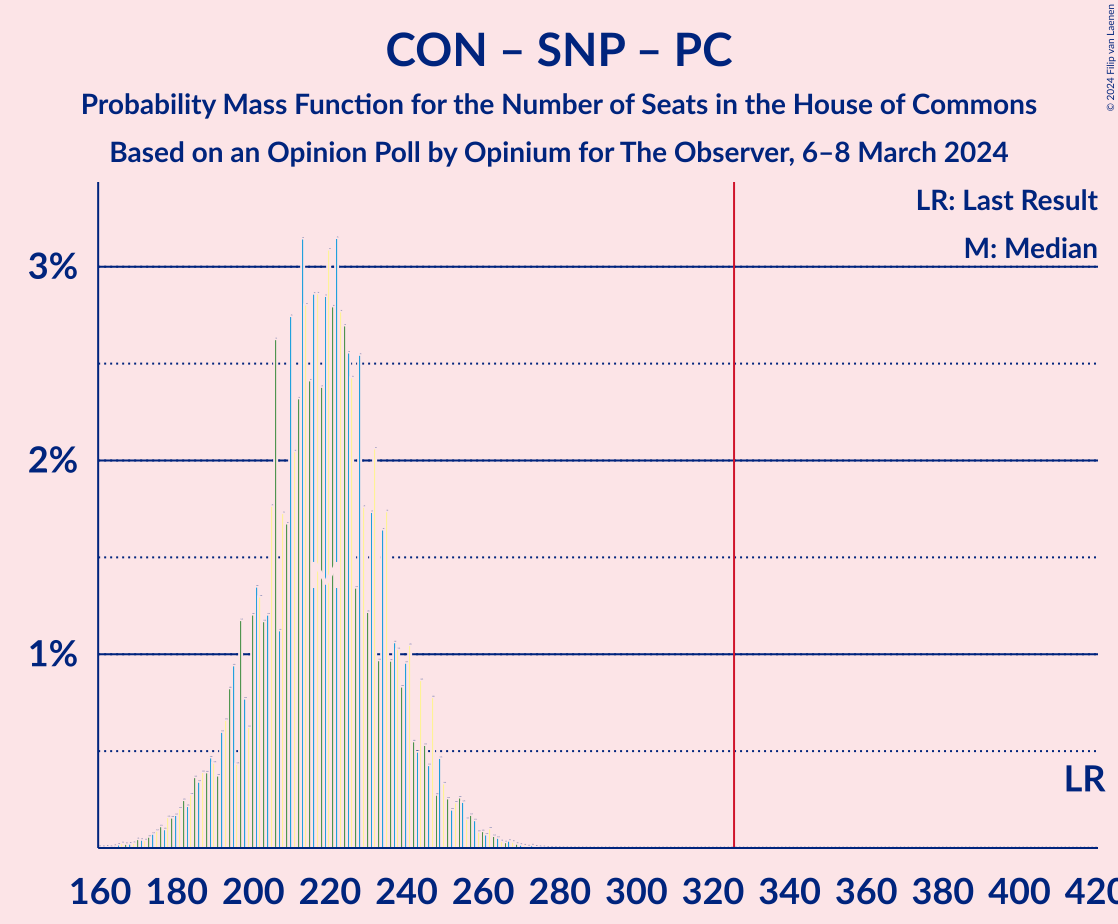 CON – SNP – PC
Probability Mass Function for the Number of Seats in the House of Commons
Based on an Opinion Poll by Opinium for The Observer, 6–8 March 2024
© 2024 Filip van Laenen
LR: Last Result
M: Median
3%
2%
1%
LR
160 180 200 220 240 260 280 300 320 340 360 380 400 420